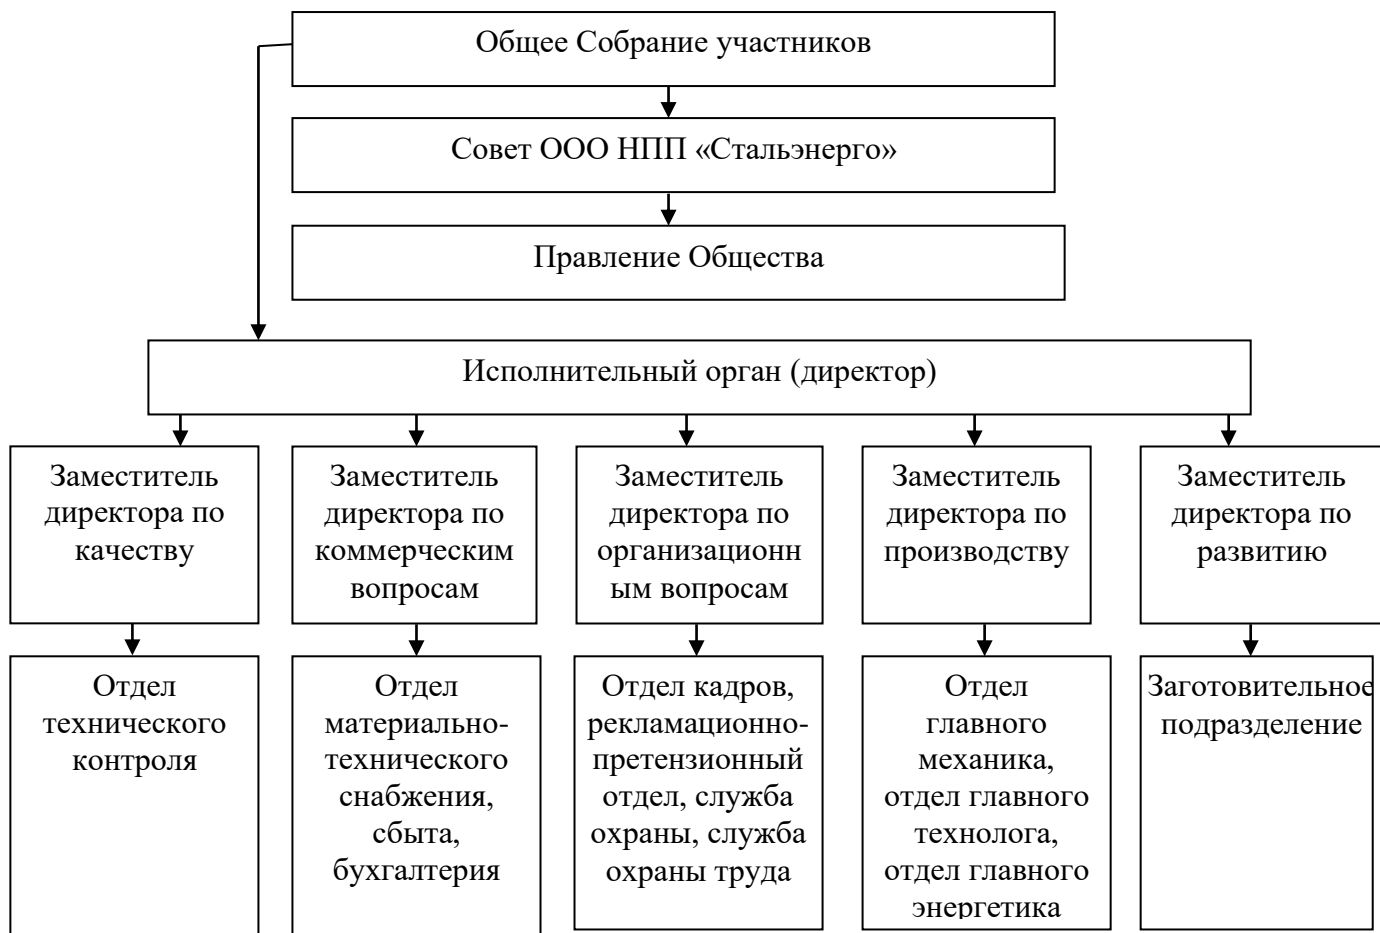 Общее Собрание участников
Совет ООО НПП «Стальэнерго»
Правление Общества
Исполнительный орган (директор)
Заместитель
директора по
качеству
Заместитель
директора по
коммерческим
вопросам
Заместитель
директора по
организационн
ым вопросам
Заместитель
директора по
производству
Заместитель
директора по
развитию
Отдел
технического
контроля
Отдел
материально-
технического
снабжения,
сбыта,
бухгалтерия
Отдел кадров,
рекламационно-
претензионный
отдел, служба
охраны, служба
охраны труда
Отдел
главного
механика,
отдел главного
технолога,
отдел главного
энергетика
Заготовительное
подразделение